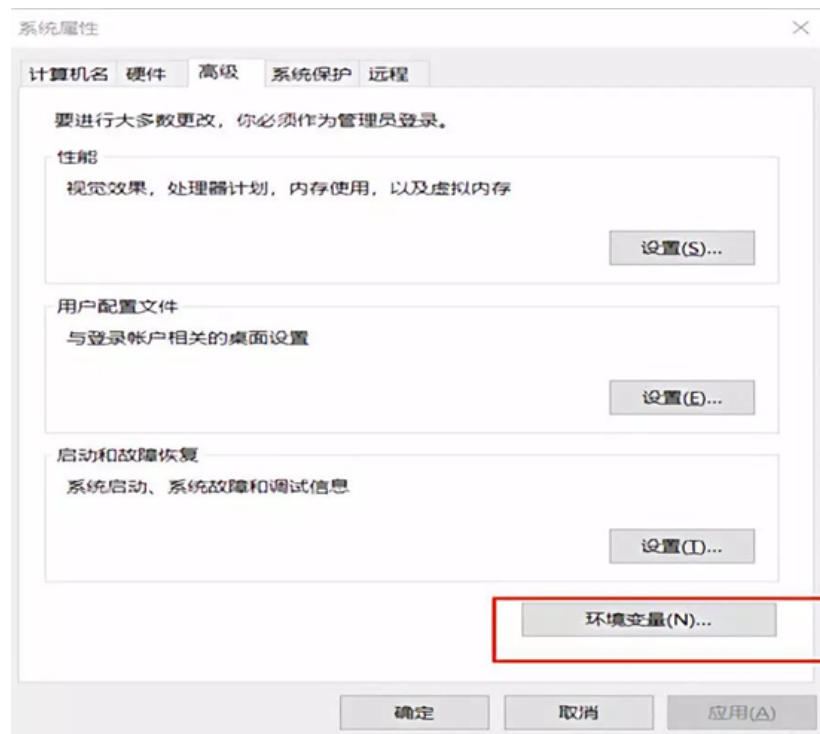 系统属性
计算机名 硬件 高级 系统保护 远程
要进行大多数更改，你必须作为管理员登录。
性能
视觉效果，处理器计划，内存使用，以及虚拟内存
设置(S)...
用户配置文件
与登录帐户相关的桌面设置
设置(E)...
启动和故障恢复
系统启动、系统故障和调试信息
设置(T)...
环境变量(N)...
确定 取消 应用(A)